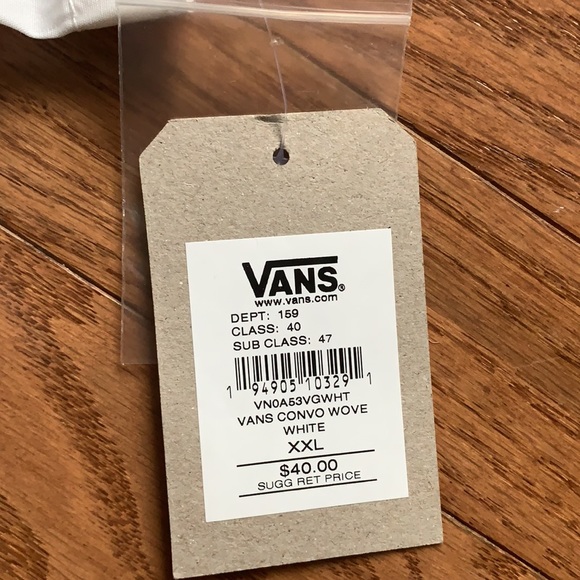 VANS®
www.vans.com
DEPT: 159
CLASS: 40
SUB CLASS: 47
1 94905 10329 1
VN0A53VGWHT
VANS CONVO WOVE
WHITE
XXL
$40.00
SUGG RET PRICE